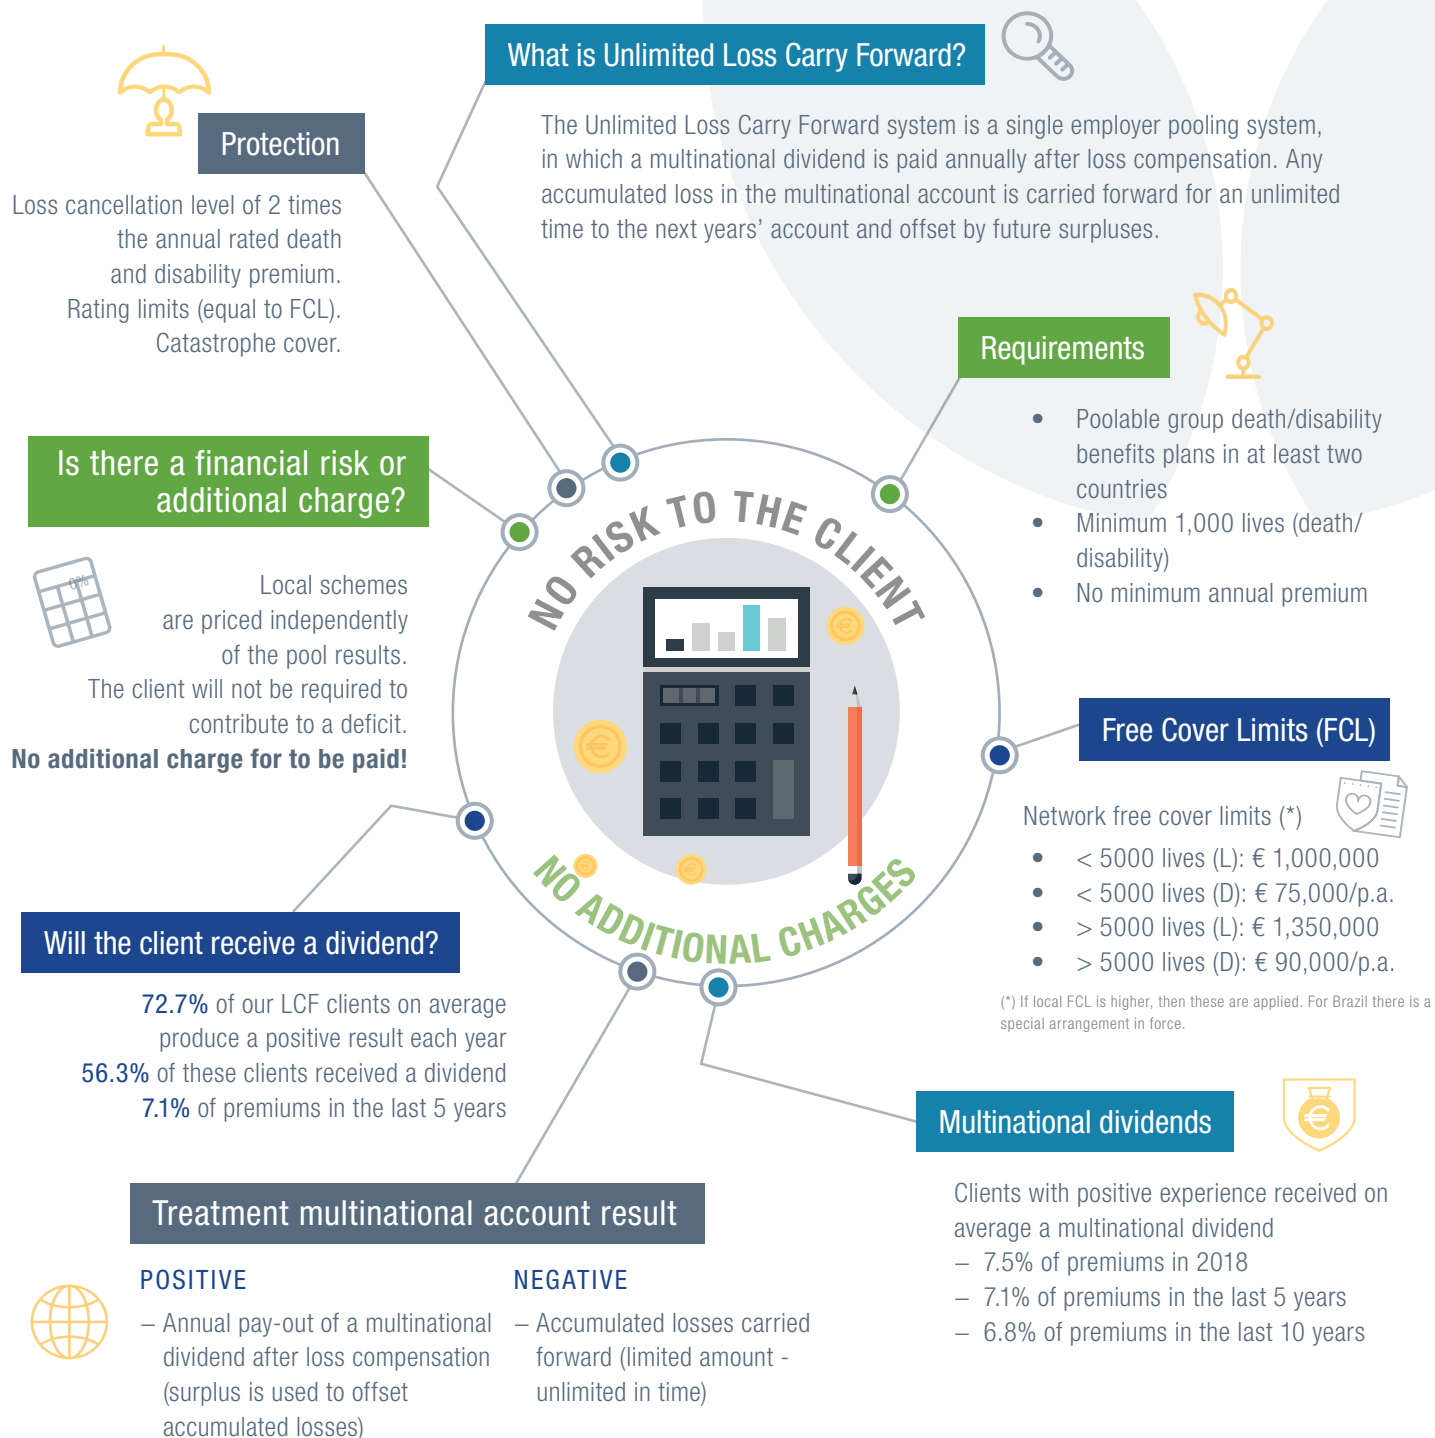 What is Unlimited Loss Carry Forward?
The Unlimited Loss Carry Forward system is a single employer pooling system,
in which a multinational dividend is paid annually after loss compensation. Any
accumulated loss in the multinational account is carried forward for an unlimited
time to the next years’ account and offset by future surpluses.
Protection
Loss cancellation level of 2 times
the annual rated death
and disability premium.
Rating limits (equal to FCL).
Catastrophe cover.
Requirements
• Poolable group death/disability
benefits plans in at least two
countries
• Minimum 1,000 lives (death/
disability)
• No minimum annual premium
Is there a financial risk or
additional charge?
0%
Local schemes
are priced independently
of the pool results.
The client will not be required to
contribute to a deficit.
No additional charge for to be paid!
NO RISK TO THE CLIENT
€
€
€
€
NO ADDITIONAL CHARGES
Free Cover Limits (FCL)
Network free cover limits (*)
• < 5000 lives (L): € 1,000,000
• < 5000 lives (D): € 75,000/p.a.
• > 5000 lives (L): € 1,350,000
• > 5000 lives (D): € 90,000/p.a.
(*) If local FCL is higher, then these are applied. For Brazil there is a
special arrangement in force.
Will the client receive a dividend?
72.7% of our LCF clients on average
produce a positive result each year
56.3% of these clients received a dividend
7.1% of premiums in the last 5 years
Multinational dividends
€
Clients with positive experience received on
average a multinational dividend
– 7.5% of premiums in 2018
– 7.1% of premiums in the last 5 years
– 6.8% of premiums in the last 10 years
Treatment multinational account result
POSITIVE
– Annual pay-out of a multinational
dividend after loss compensation
(surplus is used to offset
accumulated losses)
NEGATIVE
– Accumulated losses carried
forward (limited amount -
unlimited in time)